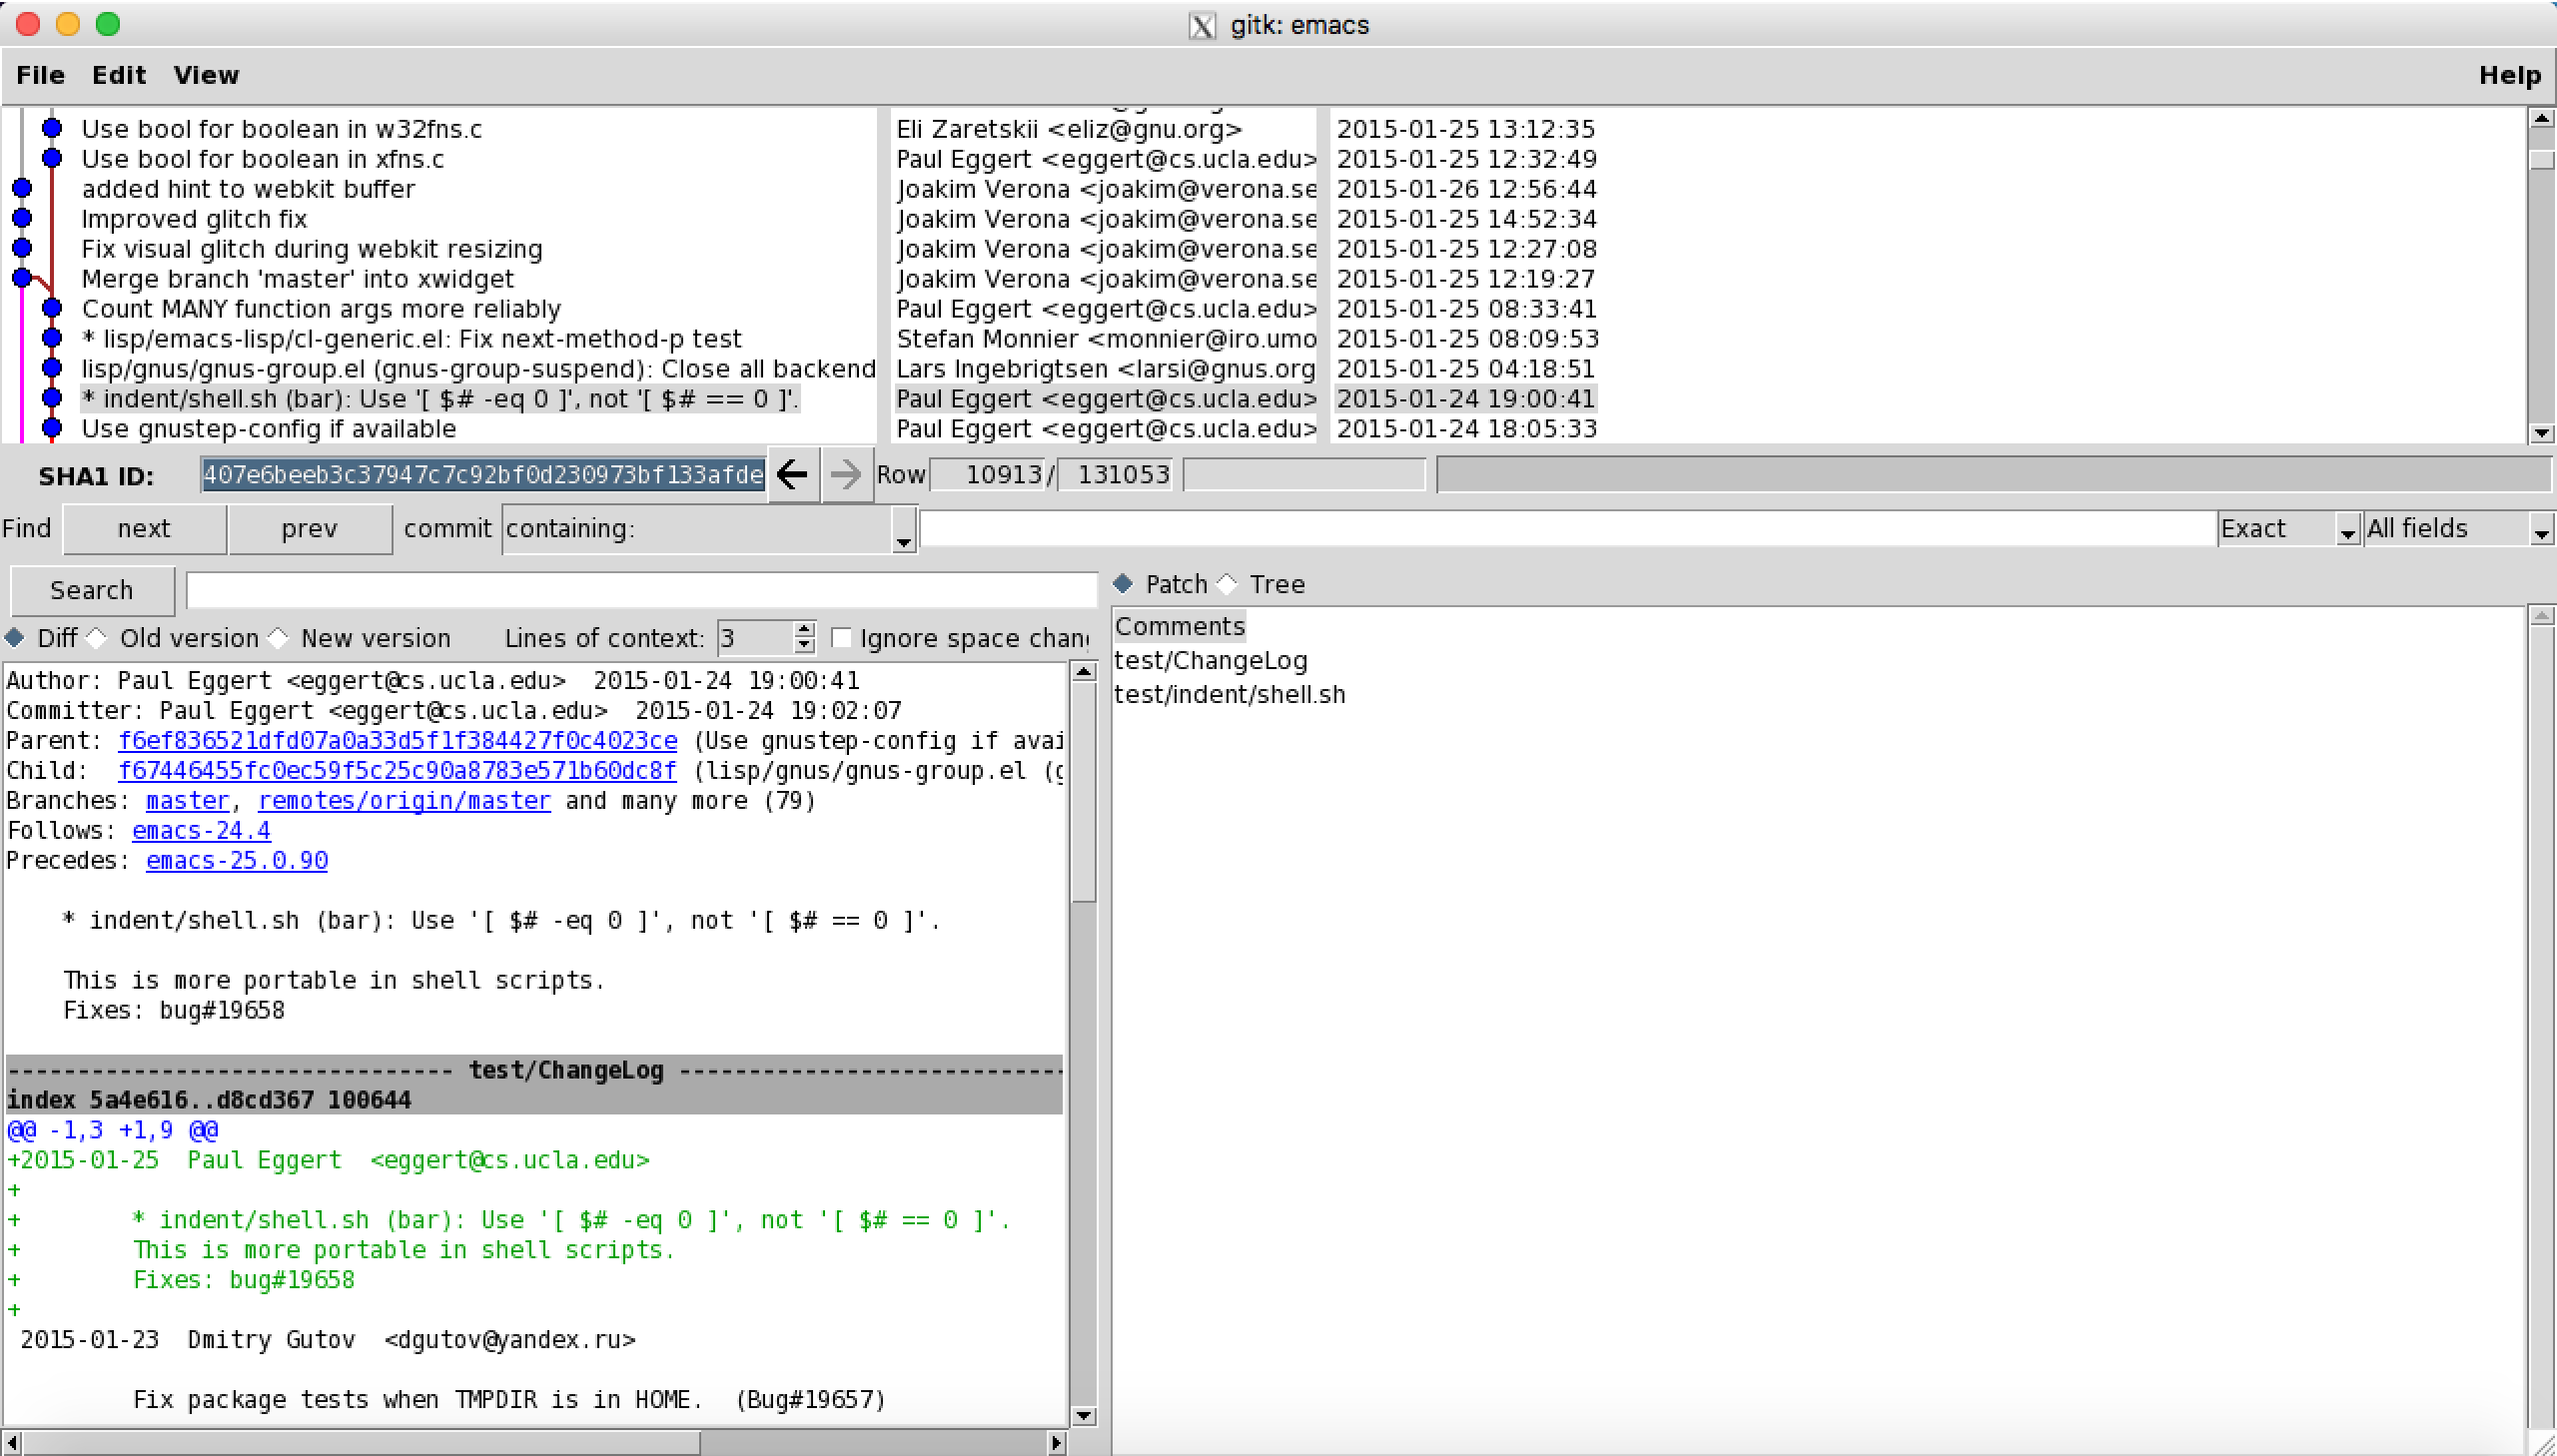 gitk: emacs
File Edit View Help
Use bool for boolean in w32fns.c Eli Zaretskii <eliz@gnu.org> 2015-01-25 13:12:35
Use bool for boolean in xfns.c Paul Eggert <eggert@cs.ucla.edu> 2015-01-25 12:32:49
added hint to webkit buffer Joakim Verona <joakim@verona.se 2015-01-26 12:56:44
Improved glitch fix Joakim Verona <joakim@verona.se 2015-01-25 14:52:34
Fix visual glitch during webkit resizing Joakim Verona <joakim@verona.se 2015-01-25 12:27:08
Merge branch 'master' into xwidget Joakim Verona <joakim@verona.se 2015-01-25 12:19:27
Count MANY function args more reliably Paul Eggert <eggert@cs.ucla.edu> 2015-01-25 08:33:41
* lisp/emacs-lisp/cl-generic.el: Fix next-method-p test Stefan Monnier <monnier@iro.umo 2015-01-25 08:09:53
lisp/gnus/gnus-group.el (gnus-group-suspend): Close all backend Lars Ingebrigtsen <larsi@gnus.org 2015-01-25 04:18:51
* indent/shell.sh (bar): Use '[ $# -eq 0 ]', not '[ $# == 0 ]'. Paul Eggert <eggert@cs.ucla.edu> 2015-01-24 19:00:41
Use gnustep-config if available Paul Eggert <eggert@cs.ucla.edu> 2015-01-24 18:05:33
SHA1 ID: 407e6beeb3c37947c7c92bf0d230973bf133afde Row 10913 / 131053
Find next prev commit containing: Exact All fields
Search Patch Tree
Diff Old version New version Lines of context: 3 Ignore space chang
Comments
test/ChangeLog
test/indent/shell.sh
Author: Paul Eggert <eggert@cs.ucla.edu> 2015-01-24 19:00:41
Committer: Paul Eggert <eggert@cs.ucla.edu> 2015-01-24 19:02:07
Parent: f6ef836521dfd07a0a33d5f1f384427f0c4023ce (Use gnustep-config if avai
Child: f67446455fc0ec59f5c25c90a8783e571b60dc8f (lisp/gnus/gnus-group.el (g
Branches: master, remotes/origin/master and many more (79)
Follows: emacs-24.4
Precedes: emacs-25.0.90
* indent/shell.sh (bar): Use '[ $# -eq 0 ]', not '[ $# == 0 ]'.
This is more portable in shell scripts.
Fixes: bug#19658
-------------------------------- test/ChangeLog ----------------------------
index 5a4e616..d8cd367 100644
@@ -1,3 +1,9 @@
+2015-01-25 Paul Eggert <eggert@cs.ucla.edu>
+
+ * indent/shell.sh (bar): Use '[ $# -eq 0 ]', not '[ $# == 0 ]'.
+ This is more portable in shell scripts.
+ Fixes: bug#19658
+
2015-01-23 Dmitry Gutov <dgutov@yandex.ru>
Fix package tests when TMPDIR is in HOME. (Bug#19657)